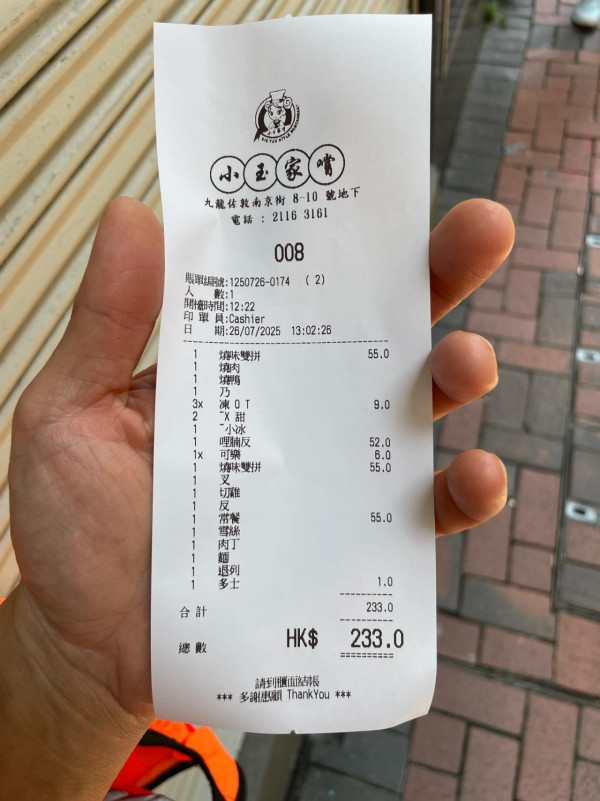 小玉家嚐
九龍佐敦南京街 8-10 號地下
電話 : 2116 3161
008
賬單編號:1250726-0174 ( 2)
人 數:1
開檯時間:12:22
印 單 員:Cashier
日 期:26/07/2025 13:02:26
1 燒味雙拼 55.0
1 燒肉
1 燒鴨
1 乃
3x 凍 O T 9.0
2 ~X 甜
1 ~小冰
1 哩腩反 52.0
1x 可樂 6.0
1 燒味雙拼 55.0
1 叉
1 切雞
1 反
1 常餐 55.0
1 雪絲
1 肉丁
1 麵
1 退列
1 多士 1.0
合 計 233.0
總 數 HK$ 233.0
請到櫃面結帳
*** 多謝惠顧 ThankYou ***